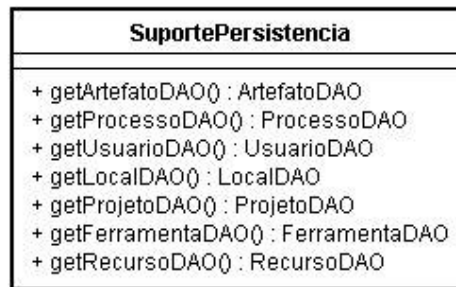 SuportePersistencia
+ getArtefatoDAO() : ArtefatoDAO
+ getProcessoDAO() : ProcessoDAO
+ getUsuarioDAO() : UsuarioDAO
+ getLocalDAO() : LocalDAO
+ getProjetoDAO() : ProjetoDAO
+ getFerramentaDAO() : FerramentaDAO
+ getRecursoDAO() : RecursoDAO